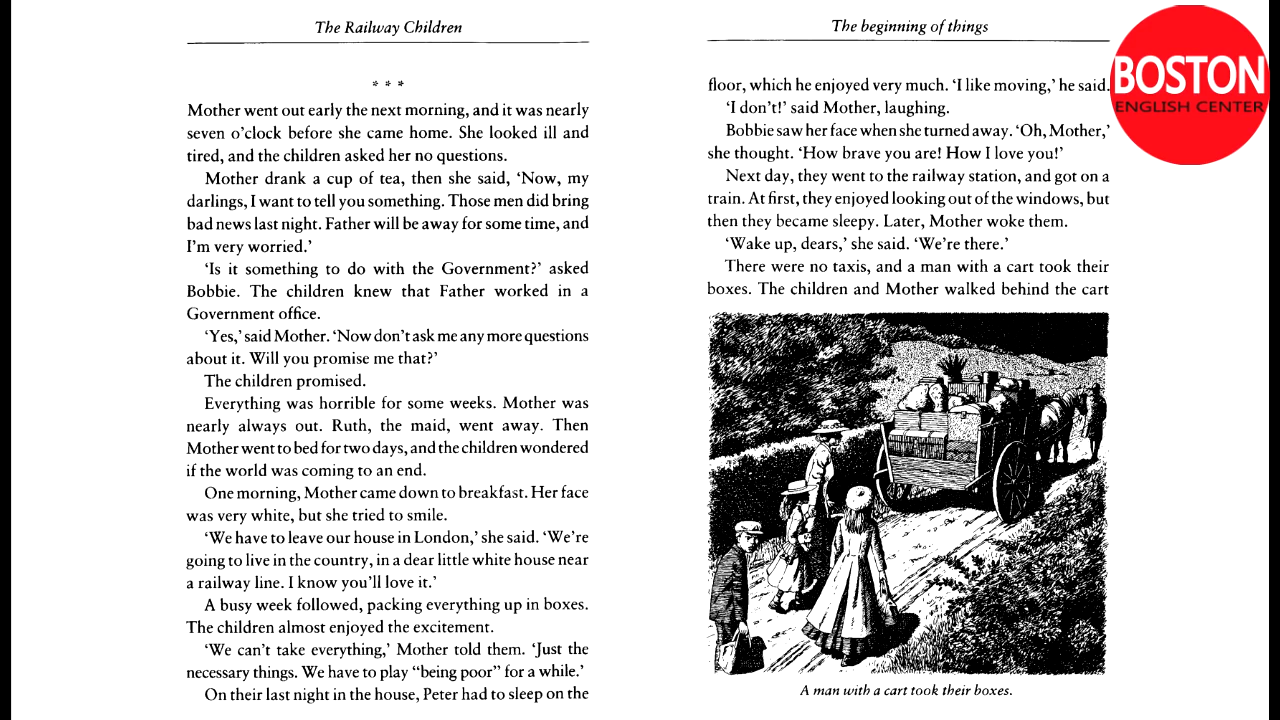 The Railway Children
* * *
Mother went out early the next morning, and it was nearly
seven o'clock before she came home. She looked ill and
tired, and the children asked her no questions.
Mother drank a cup of tea, then she said, ‘Now, my
darlings, I want to tell you something. Those men did bring
bad news last night. Father will be away for some time, and
I'm very worried.’
‘Is it something to do with the Government?’ asked
Bobbie. The children knew that Father worked in a
Government office.
‘Yes,’ said Mother. ‘Now don't ask me any more questions
about it. Will you promise me that?’
The children promised.
Everything was horrible for some weeks. Mother was
nearly always out. Ruth, the maid, went away. Then
Mother went to bed for two days, and the children wondered
if the world was coming to an end.
One morning, Mother came down to breakfast. Her face
was very white, but she tried to smile.
‘We have to leave our house in London,’ she said. ‘We're
going to live in the country, in a dear little white house near
a railway line. I know you'll love it.’
A busy week followed, packing everything up in boxes.
The children almost enjoyed the excitement.
‘We can't take everything,’ Mother told them. ‘Just the
necessary things. We have to play “being poor” for a while.’
On their last night in the house, Peter had to sleep on the
The beginning of things
floor, which he enjoyed very much. ‘I like moving,’ he said.
‘I don't!’ said Mother, laughing.
Bobbie saw her face when she turned away. ‘Oh, Mother,’
she thought. ‘How brave you are! How I love you!’
Next day, they went to the railway station, and got on a
train. At first, they enjoyed looking out of the windows, but
then they became sleepy. Later, Mother woke them.
‘Wake up, dears,’ she said. ‘We're there.’
There were no taxis, and a man with a cart took their
boxes. The children and Mother walked behind the cart
A man with a cart took their boxes.
BOSTON
ENGLISH CENTER